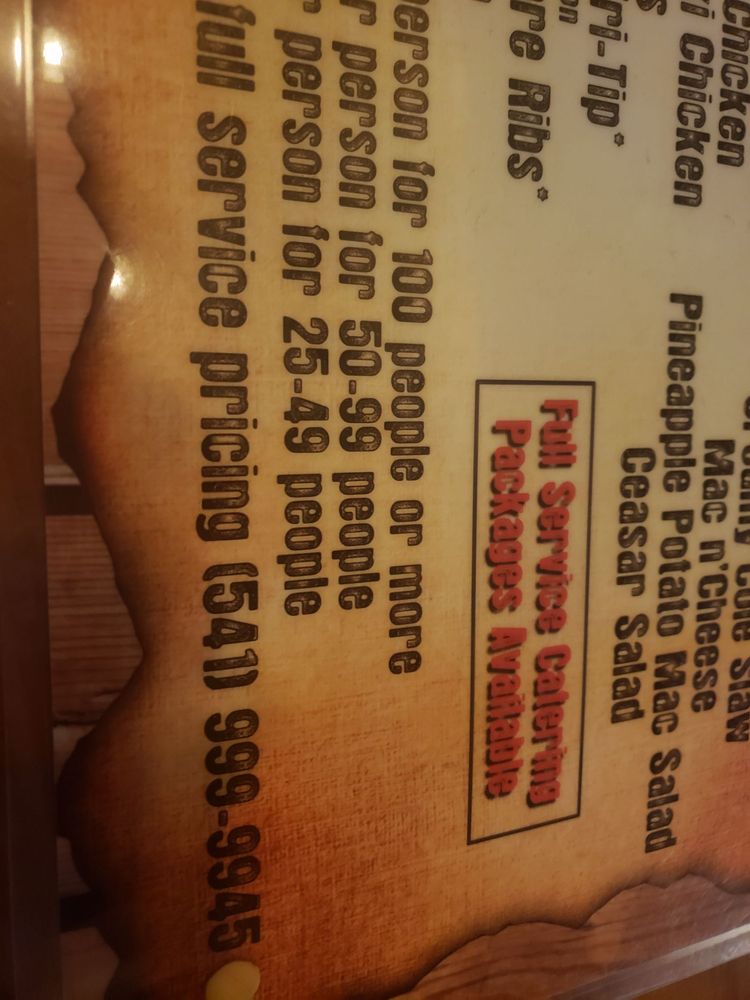 Chicken
Chicken
Tri-Tip*
Ribs*
Cole Slaw
Mac n'Cheese
Pineapple Potato Mac Salad
Ceasar Salad
Full Service Catering
Packages Available
person for 100 people or more
person for 50-99 people
person for 25-49 people
full service pricing (541) 999-9945